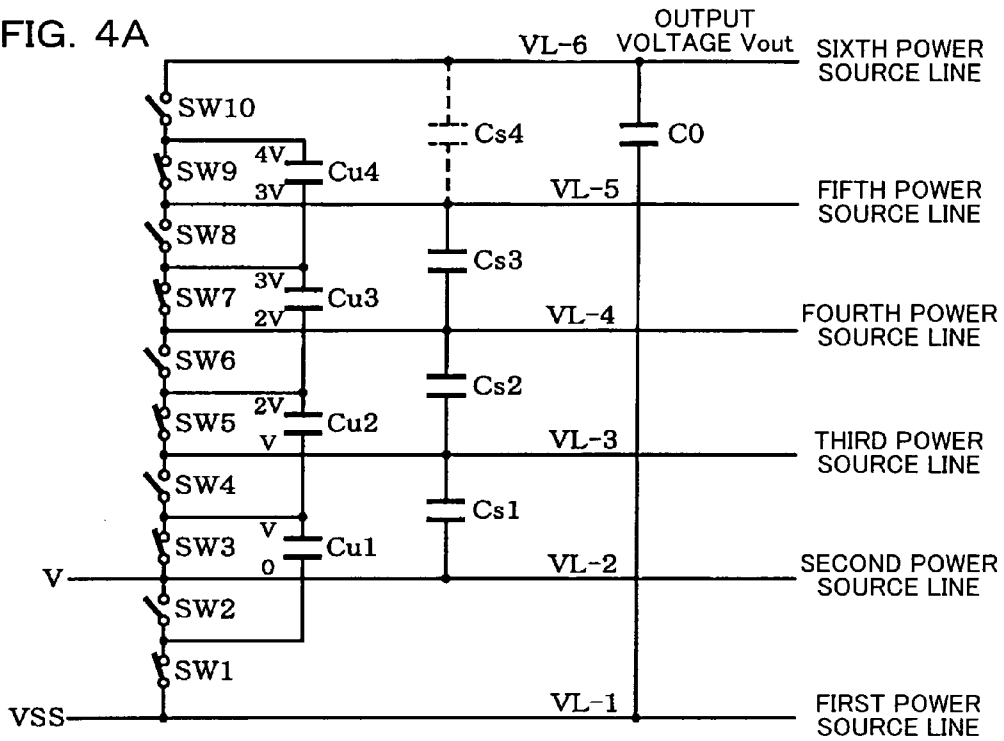 FIG. 4A
OUTPUT
VOLTAGE Vout
VL-6
SIXTH POWER
SOURCE LINE
SW10
Cs4
C0
4V
SW9
Cu4
3V
VL-5
FIFTH POWER
SOURCE LINE
SW8
Cs3
3V
SW7
Cu3
2V
VL-4
FOURTH POWER
SOURCE LINE
SW6
Cs2
2V
SW5
Cu2
V
VL-3
THIRD POWER
SOURCE LINE
SW4
Cs1
V
SW3
Cu1
0
V
VL-2
SECOND POWER
SOURCE LINE
SW2
SW1
VSS
VL-1
FIRST POWER
SOURCE LINE